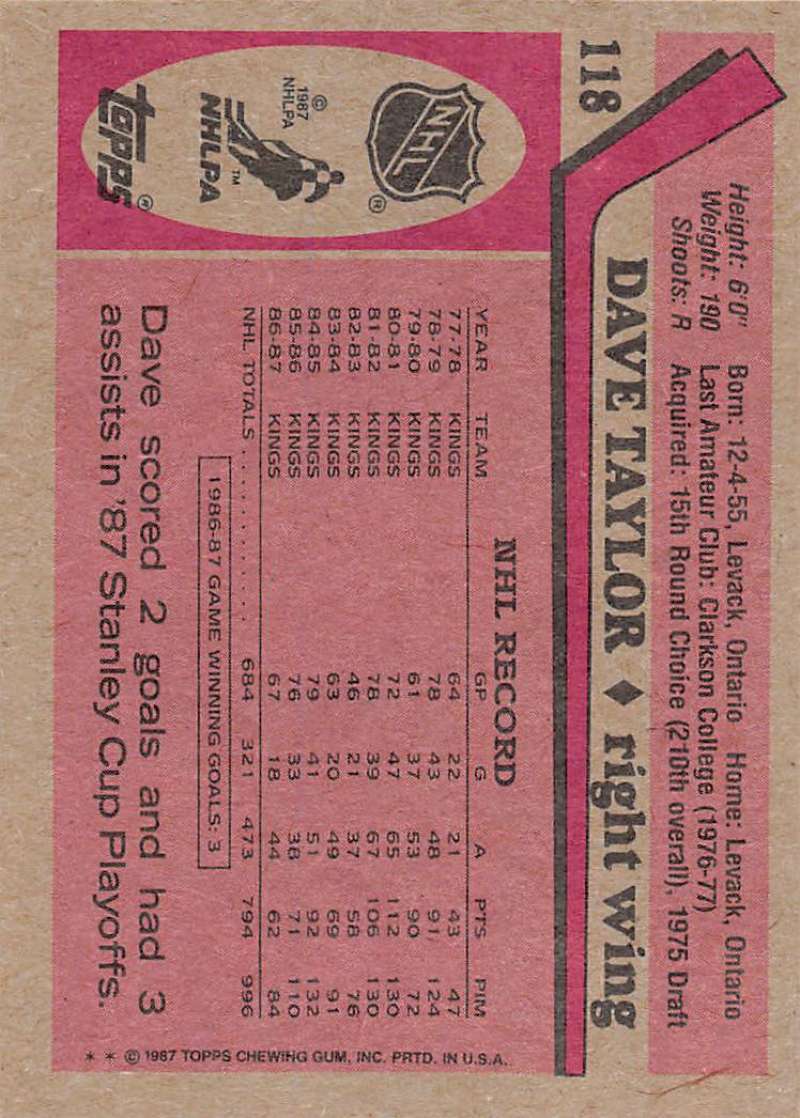 118
Height: 6'0" Born: 12-4-55, Levack, Ontario Home: Levack, Ontario
Weight: 190 Last Amateur Club: Clarkson College (1976-77)
Shoots: R Acquired: 15th Round Choice (210th overall), 1975 Draft
DAVE TAYLOR ♦ right wing
NHL
®
© 1987
NHLPA
TM
NHLPA
TOPPS®
NHL RECORD
YEAR TEAM GP G A PTS PIM
77-78 KINGS 64 22 21 43 47
78-79 KINGS 78 43 48 91 124
79-80 KINGS 61 37 53 90 72
80-81 KINGS 72 47 65 112 130
81-82 KINGS 78 39 67 106 130
82-83 KINGS 46 21 37 58 76
83-84 KINGS 63 20 49 69 91
84-85 KINGS 79 41 51 92 132
85-86 KINGS 76 33 38 71 110
86-87 KINGS 67 18 44 62 84
NHL TOTALS . . . . . . . . . . . 684 321 473 794 996
1986-87 GAME WINNING GOALS: 3
Dave scored 2 goals and had 3
assists in '87 Stanley Cup Playoffs.
* * © 1987 TOPPS CHEWING GUM, INC. PRTD. IN U.S.A.